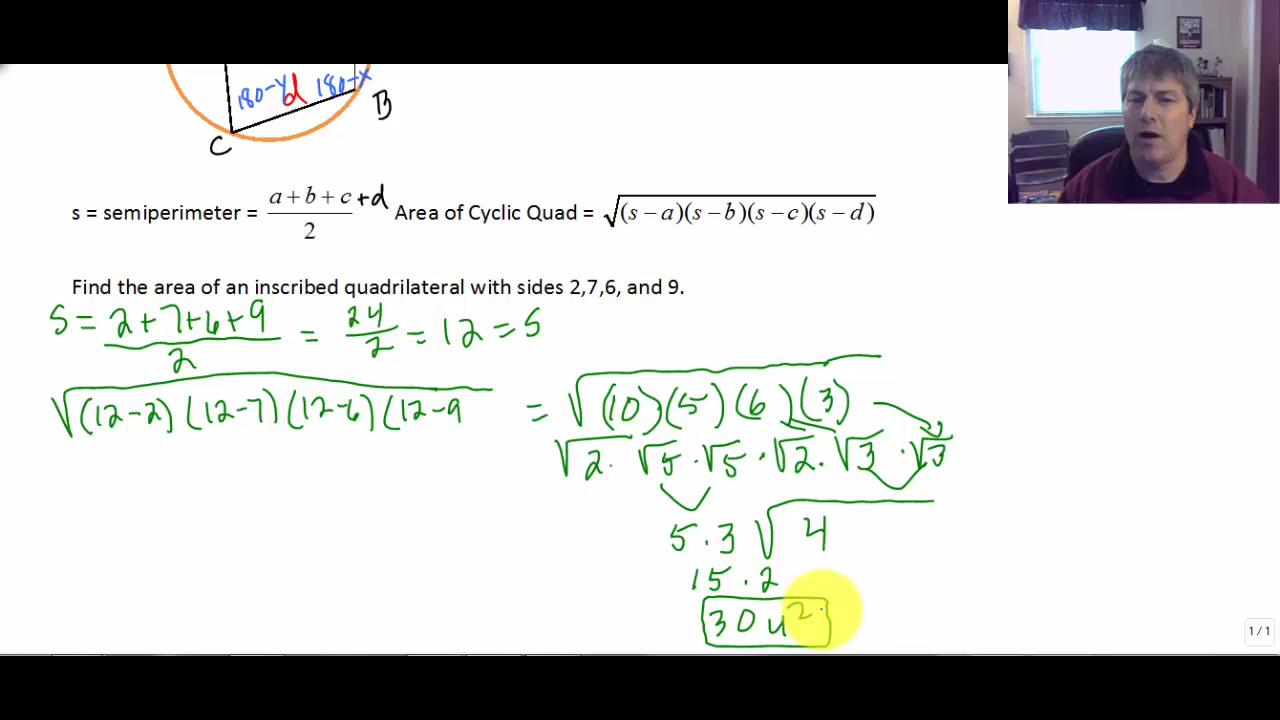 180-y d 180-x
B
C
s = semiperimeter = a + b + c +d / 2 Area of Cyclic Quad = √(s − a)(s − b)(s − c)(s − d)
Find the area of an inscribed quadrilateral with sides 2,7,6, and 9.
S = 2+7+6+9 / 2 = 24 / 2 = 12 = S
√(12-2)(12-7)(12-6)(12-9 = √(10)(5)(6)(3)
√2 · √5 · √5 · √2 · √3 · √3
5 · 3 √4
15 · 2
30 u²
1 / 1